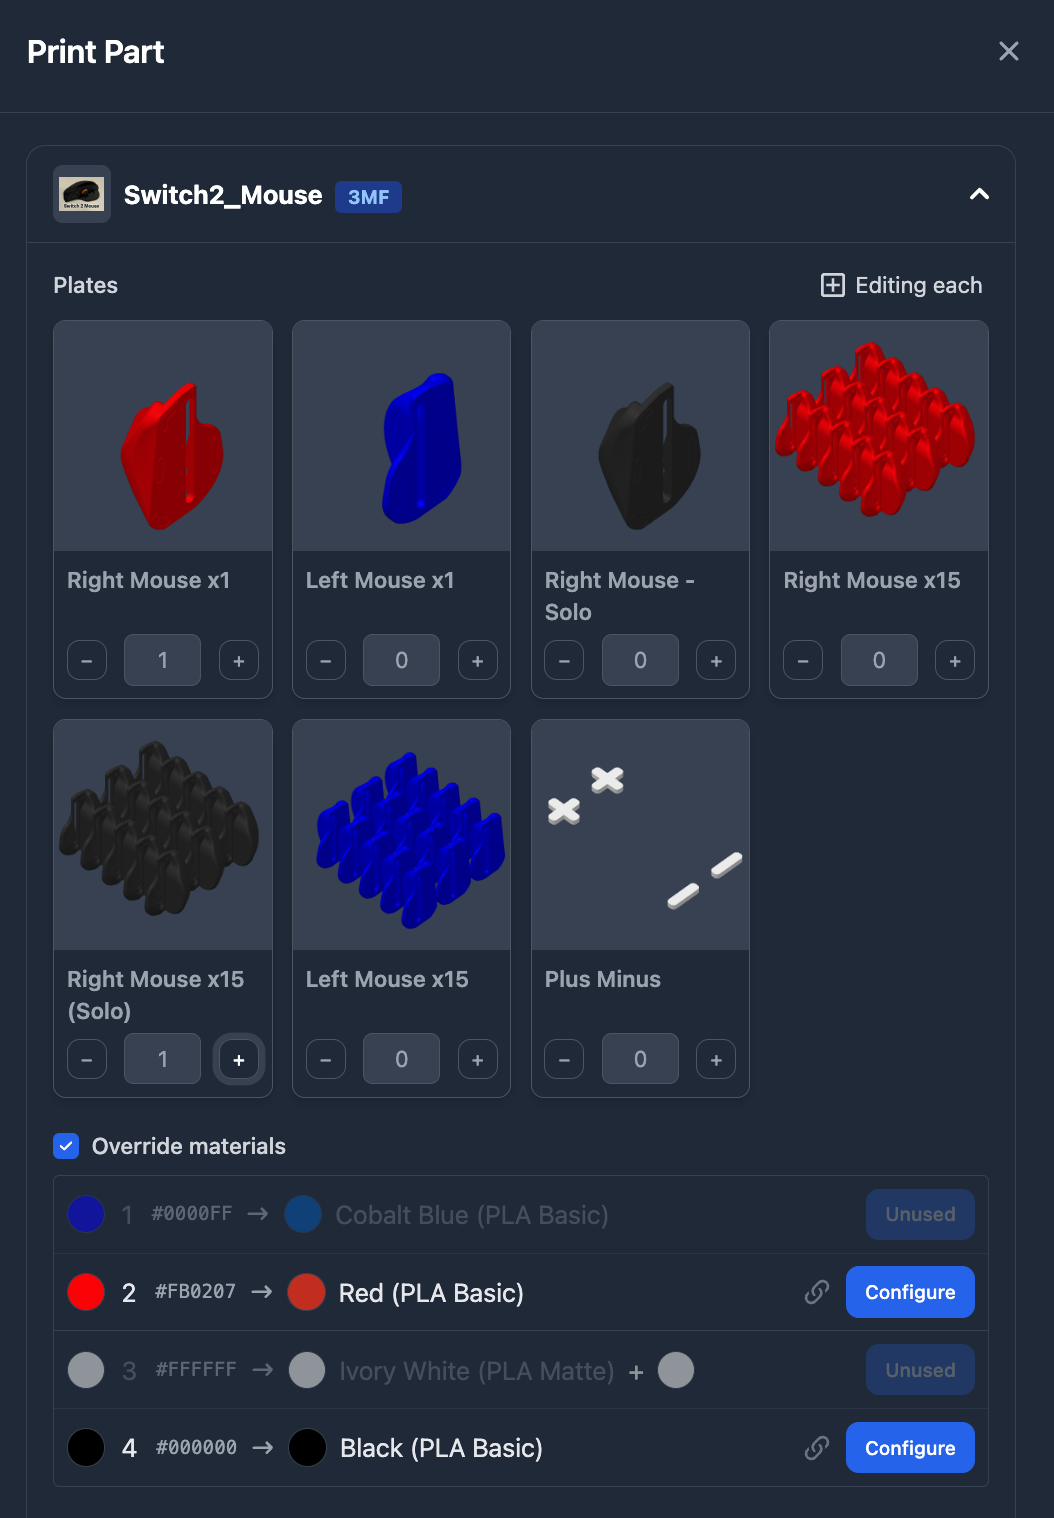 Print Part
Switch 2 Mouse
Switch2_Mouse 3MF
Plates
Editing each
Right Mouse x1
Left Mouse x1
Right Mouse -
Solo
Right Mouse x15
− 1 +
− 0 +
− 0 +
− 0 +
Right Mouse x15
(Solo)
Left Mouse x15
Plus Minus
− 1 +
− 0 +
− 0 +
Override materials
1 #0000FF → Cobalt Blue (PLA Basic) Unused
2 #FB0207 → Red (PLA Basic) Configure
3 #FFFFFF → Ivory White (PLA Matte) + Unused
4 #000000 → Black (PLA Basic) Configure